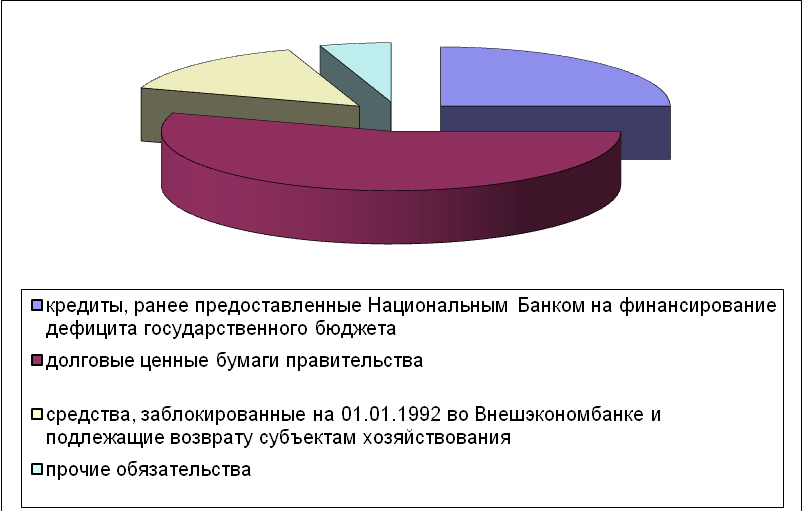 кредиты, ранее предоставленные Национальным Банком на финансирование
дефицита государственного бюджета
долговые ценные бумаги правительства
средства, заблокированные на 01.01.1992 во Внешэкономбанке и
подлежащие возврату субъектам хозяйствования
прочие обязательства